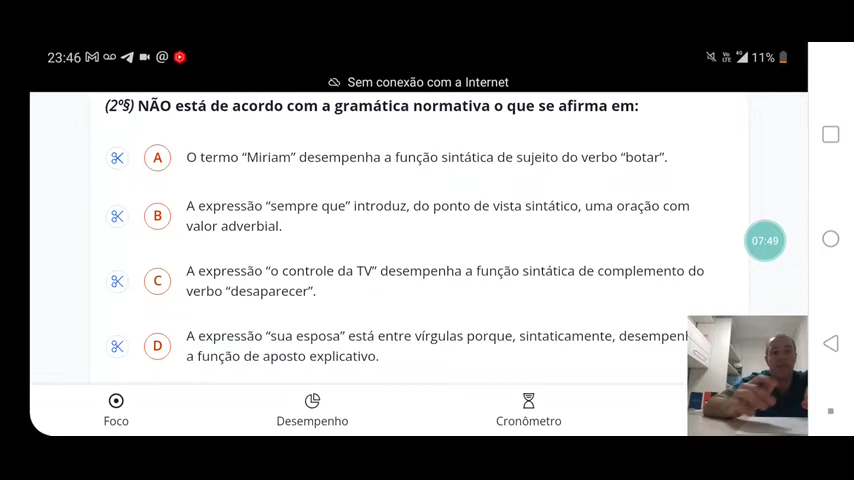 23:46
11%
Sem conexão com a Internet
(2º§) NÃO está de acordo com a gramática normativa o que se afirma em:
A O termo “Miriam” desempenha a função sintática de sujeito do verbo “botar”.
B A expressão “sempre que” introduz, do ponto de vista sintático, uma oração com
valor adverbial.
C A expressão “o controle da TV” desempenha a função sintática de complemento do
verbo “desaparecer”.
D A expressão “sua esposa” está entre vírgulas porque, sintaticamente,
a função de aposto explicativo.
07:49
Foco Desempenho Cronômetro